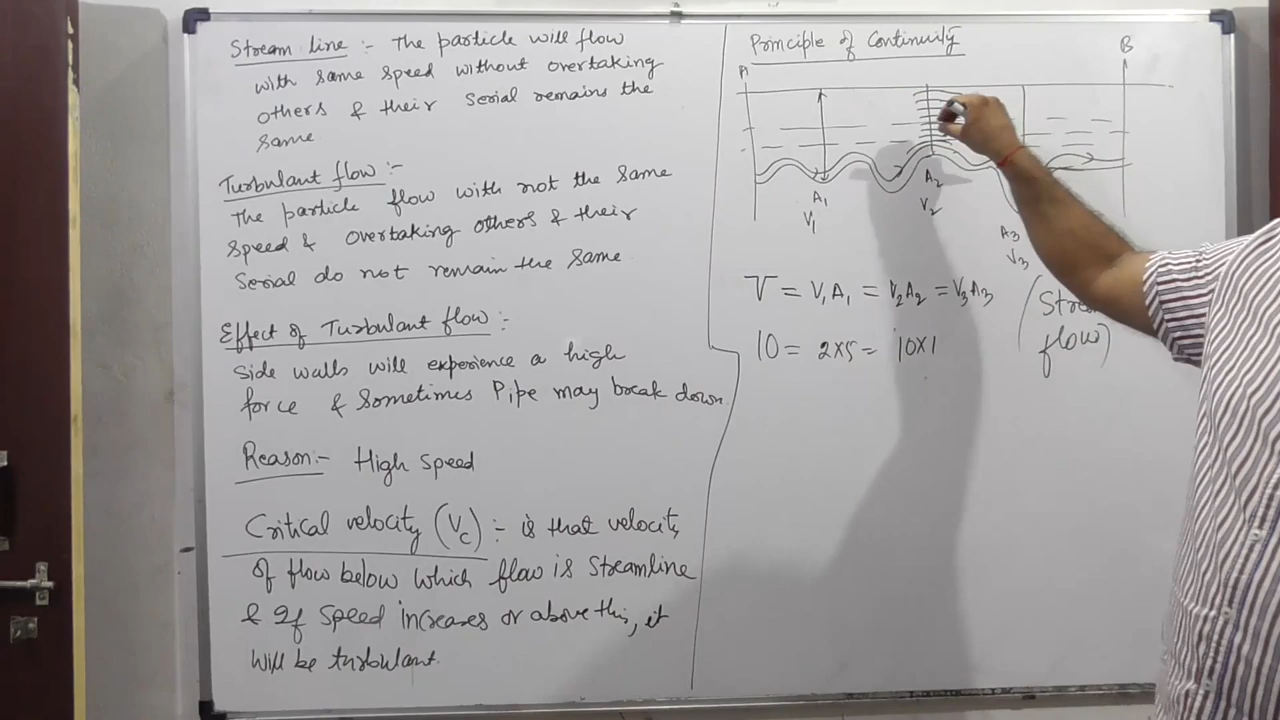 Stream line :- The particle will flow
with same speed without overtaking
others & their serial remains the
same
Turbulant flow :-
The particle flow with not the same
speed & overtaking others & their
serial do not remain the same
Effect of Turbulant flow :-
Side walls will experience a high
force & sometimes Pipe may break down.
Reason :- High speed
Critical velocity (Vc) :- is that velocity
of flow below which flow is streamline
& If speed increases or above this, it
will be turbulant.
Principle of Continuity
A B
A1 A2 A3
V1 V2 V3
V = V1A1 = V2A2 = V3A3
10 = 2×5 = 10×1
flow)